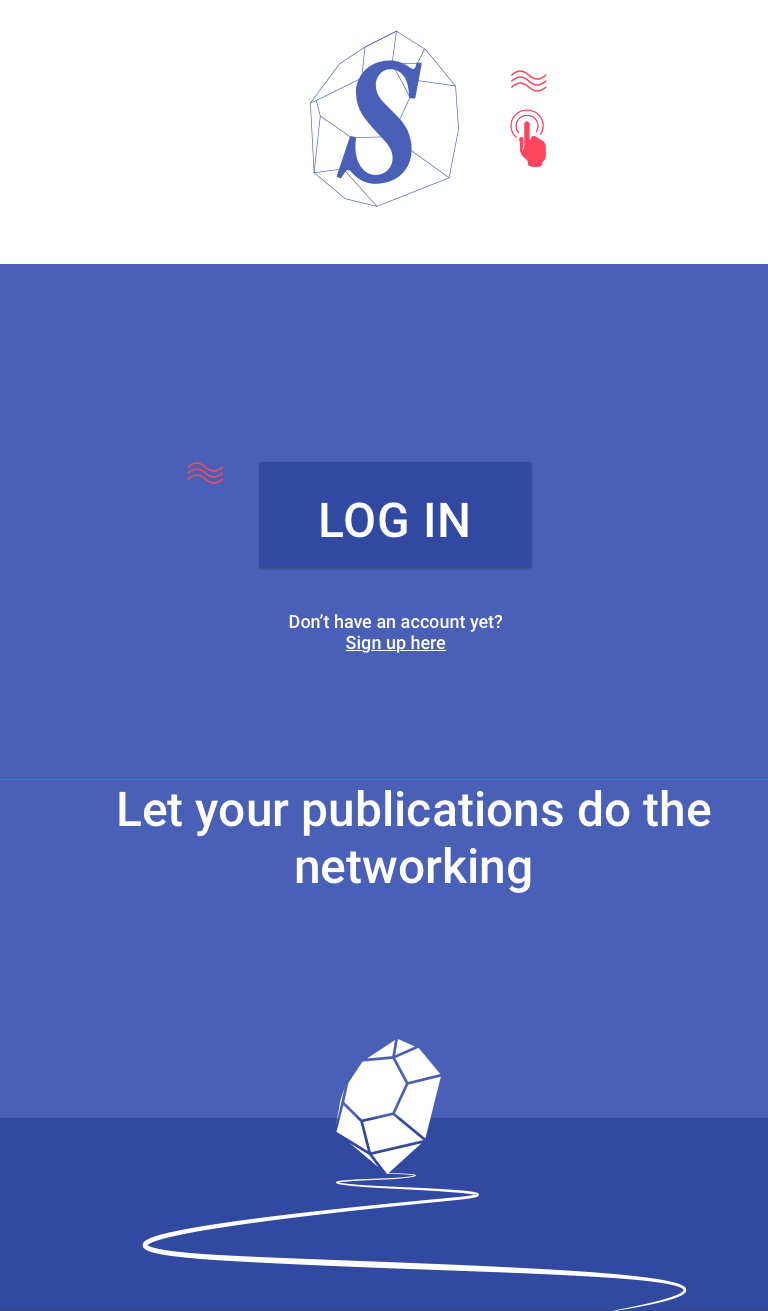 S
LOG IN
Don’t have an account yet?
Sign up here
Let your publications do the
networking